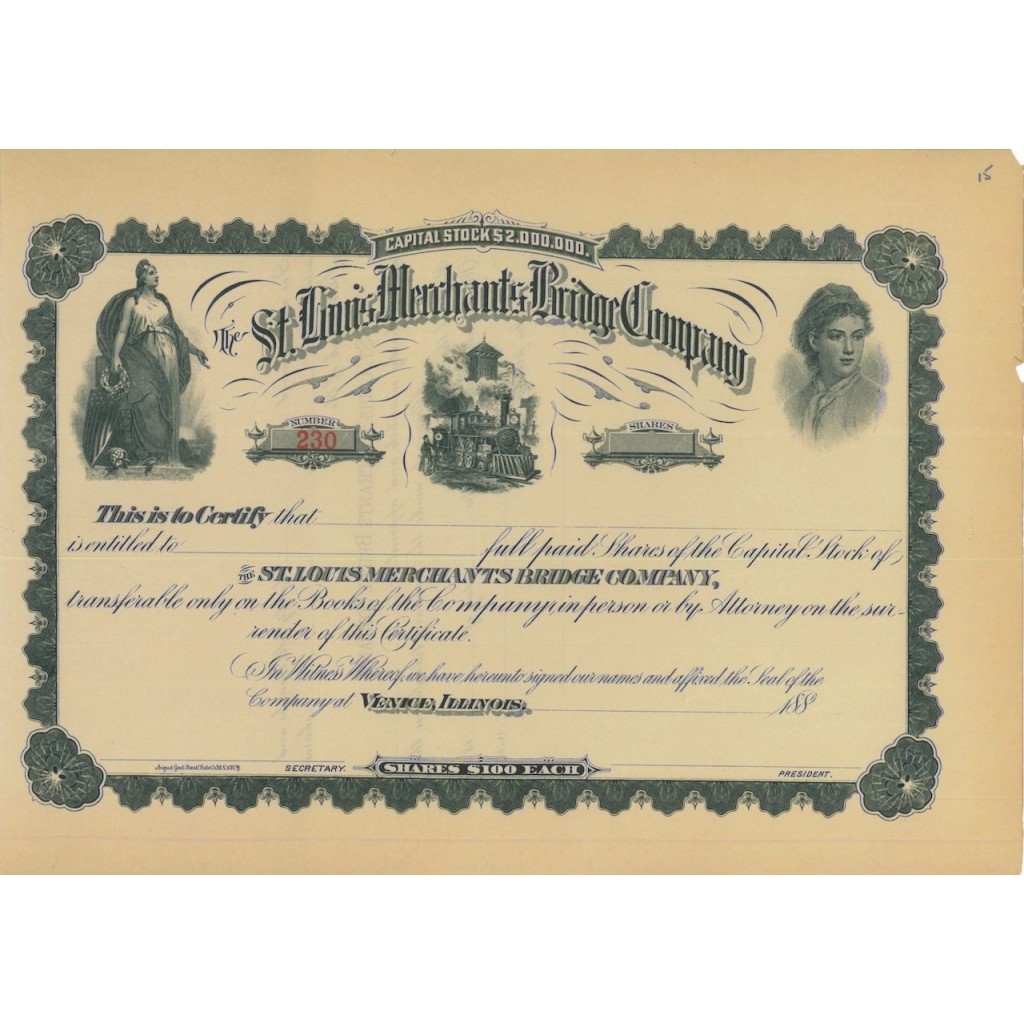 15
CAPITAL STOCK $2.000.000.
The St. Louis Merchants Bridge Company
NUMBER
230
SHARES
This is to Certify that
is entitled to full paid Shares of the Capital Stock of
THE ST. LOUIS MERCHANTS BRIDGE COMPANY,
transferable only on the Books of the Company, in person or by Attorney on the sur-
render of this Certificate.
In Witness Whereof, we have hereunto signed our names and affixed the Seal of the
Company at VENICE, ILLINOIS. 188
August Gast Bank Note
SECRETARY.
SHARES $100 EACH
PRESIDENT.